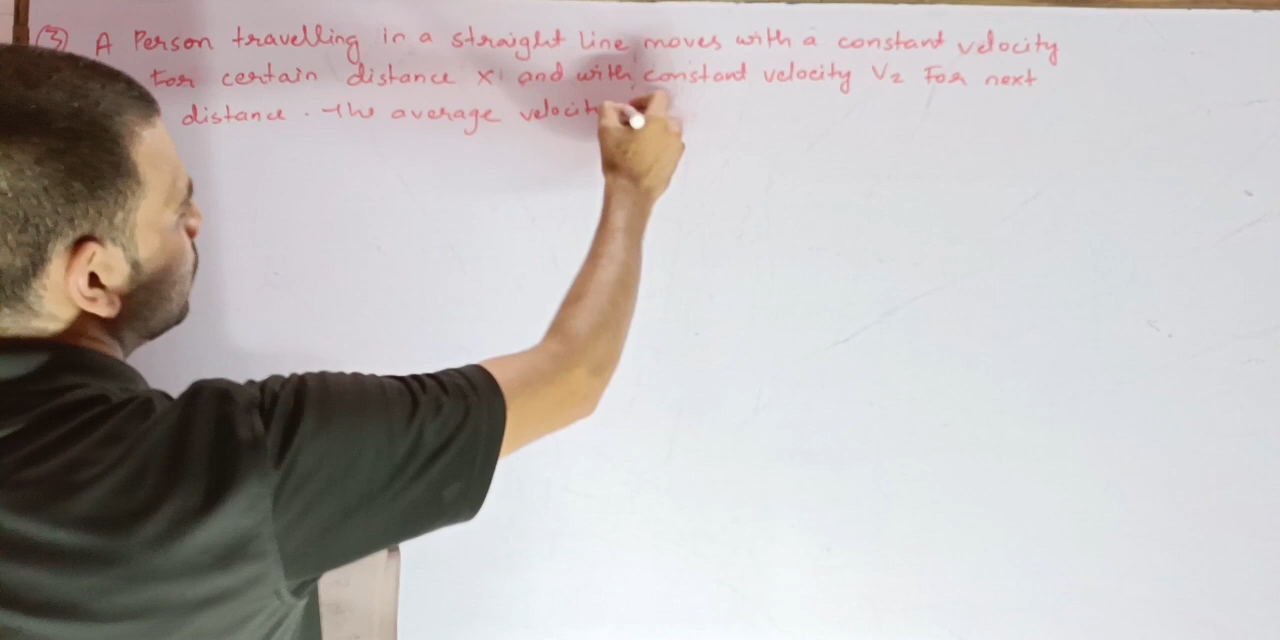 ③ A Person travelling in a straight line moves with a constant velocity
for certain distance x' and with constant velocity V2 For next
distance. The average velocity